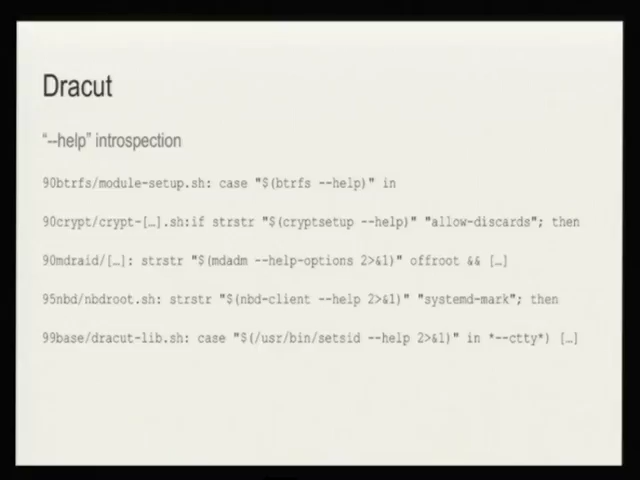 Dracut
“--help” introspection
90btrfs/module-setup.sh: case "$(btrfs --help)" in
90crypt/crypt-[…].sh:if strstr "$(cryptsetup --help)" "allow-discards"; then
90mdraid/[…]: strstr "$(mdadm --help-options 2>&1)" offroot && […]
95nbd/nbdroot.sh: strstr "$(nbd-client --help 2>&1)" "systemd-mark"; then
99base/dracut-lib.sh: case "$(/usr/bin/setsid --help 2>&1)" in *--ctty*) […]